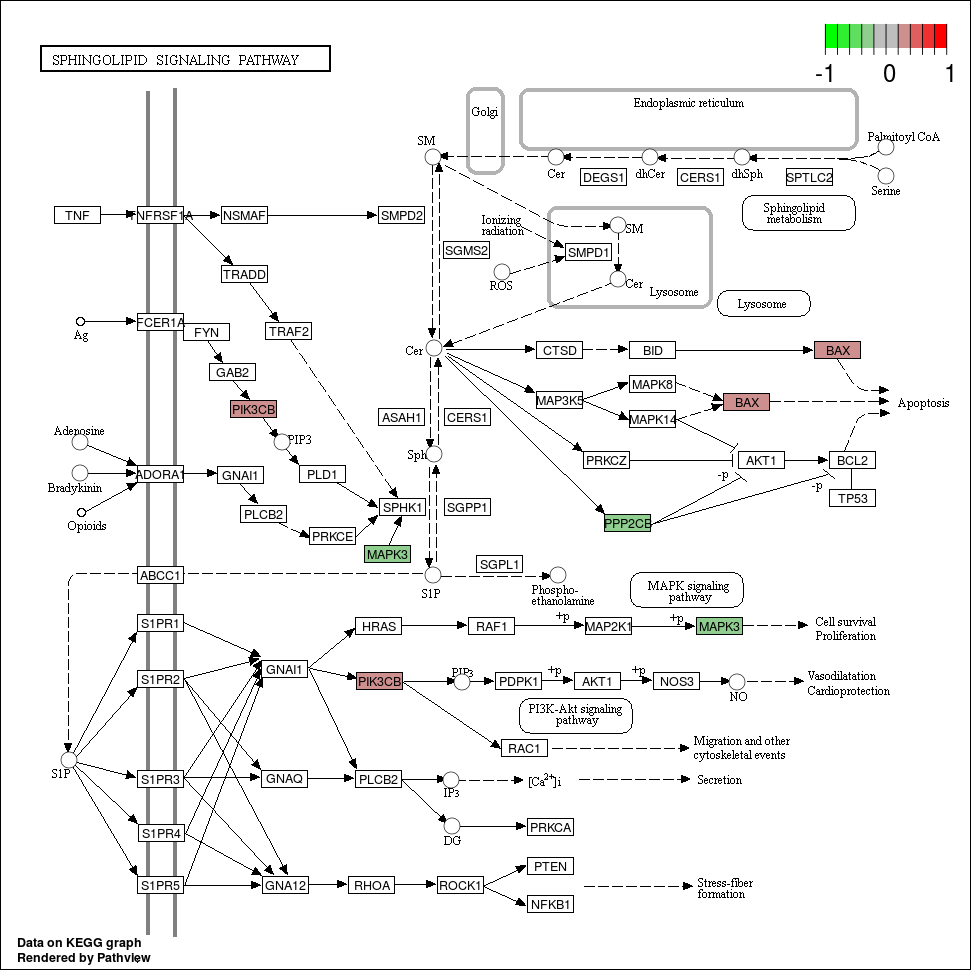 SPHINGOLIPID SIGNALING PATHWAY
-1 0 1
Golgi
Endoplasmic reticulum
SM
Palmitoyl CoA
Cer
dhCer
dhSph
DEGS1
CERS1
SPTLC2
Serine
Sphingolipid
metabolism
TNF
TNFRSF1A
NSMAF
SMPD2
Ionizing
radiation
SM
SGMS2
SMPD1
TRADD
ROS
Cer
Lysosome
Lysosome
FCER1A
Ag
FYN
TRAF2
Cer
CTSD
BID
BAX
GAB2
MAPK8
MAP3K5
BAX
Apoptosis
PIK3CB
ASAH1
CERS1
MAPK14
Adenosine
PIP3
Sph
PRKCZ
AKT1
BCL2
ADORA1
GNAI1
PLD1
-p
-p
Bradykinin
TP53
PLCB2
SPHK1
SGPP1
Opioids
PPP2CB
PRKCE
MAPK3
SGPL1
ABCC1
S1P
Phospho-
ethanolamine
MAPK signaling
pathway
S1PR1
HRAS
RAF1
+p
MAP2K1
+p
MAPK3
Cell survival
Proliferation
GNAI1
S1PR2
PIK3CB
PIP3
PDPK1
+p
AKT1
+p
NOS3
NO
Vasodilatation
Cardioprotection
PI3K-Akt signaling
pathway
RAC1
Migration and other
cytoskeletal events
S1P
S1PR3
GNAQ
PLCB2
IP3
[Ca2+]i
Secretion
S1PR4
DG
PRKCA
PTEN
S1PR5
GNA12
RHOA
ROCK1
Stress-fiber
formation
NFKB1
Data on KEGG graph
Rendered by Pathview